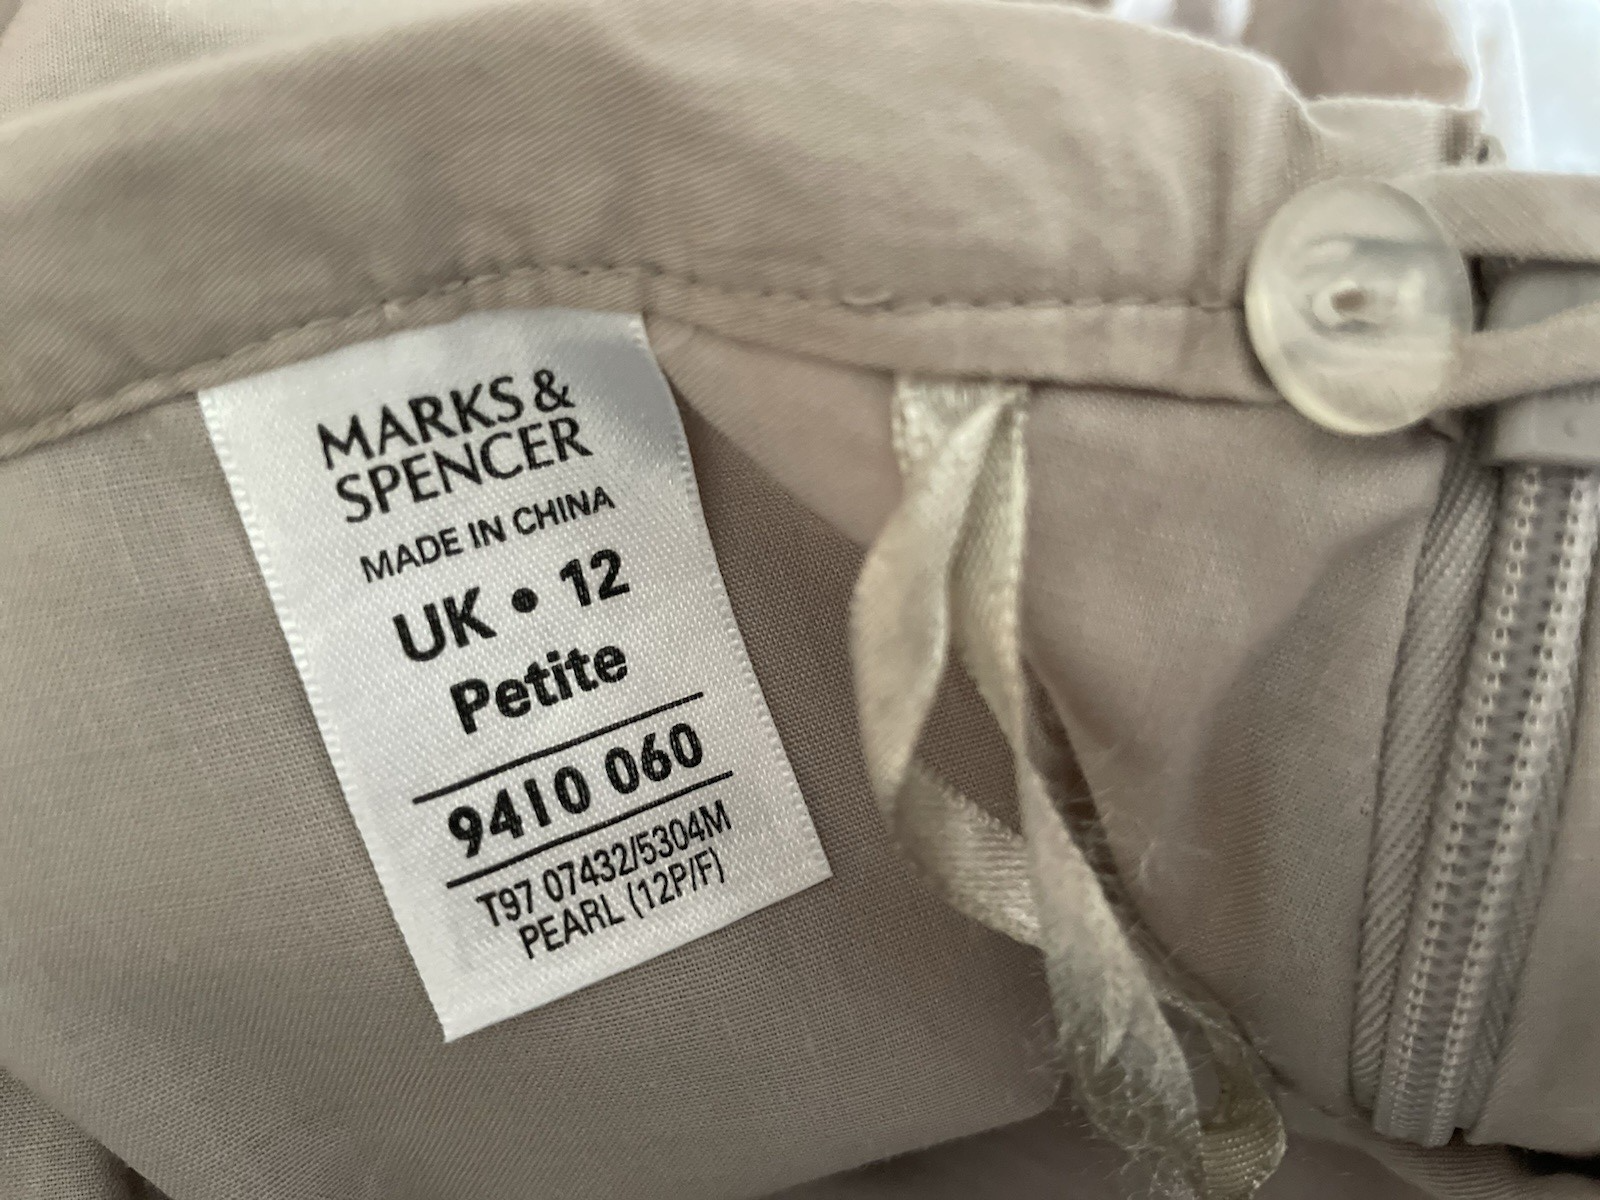 MARKS &
SPENCER
MADE IN CHINA
UK • 12
Petite
9410 060
T97 07432/5304M
PEARL (12P/F)